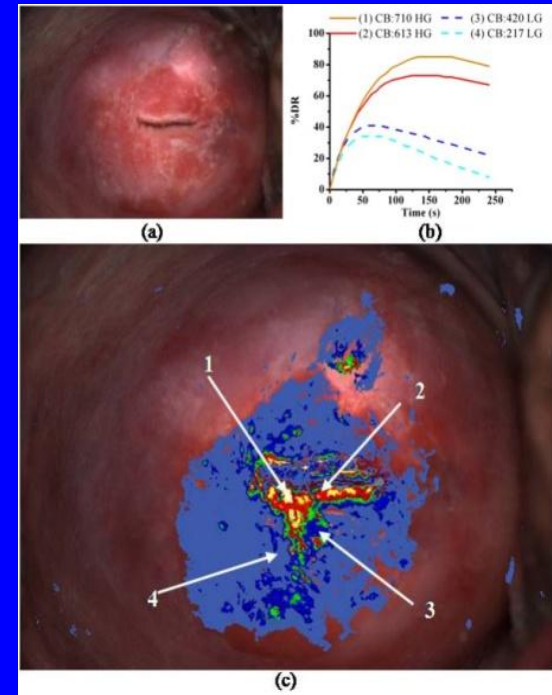 (1) CB:710 HG
(3) CB:420 LG
(2) CB:613 HG
(4) CB:217 LG
100
80
60
40
20
0
%DR
0 50 100 150 200 250
Time (s)
(a)
(b)
1
2
3
4
(c)